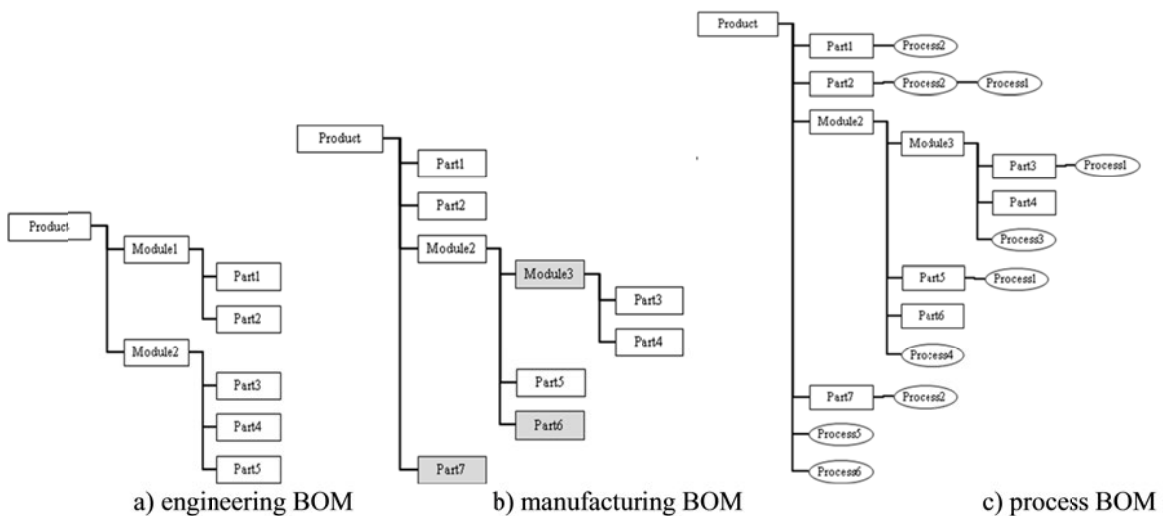 Product
Module1
Part1
Part2
Module2
Part3
Part4
Part5
a) engineering BOM
Product
Part1
Part2
Module2
Module3
Part3
Part4
Part5
Part6
Part7
b) manufacturing BOM
Product
Part1 Process2
Part2 Process2 Process1
Module2
Module3
Part3 Process1
Part4
Process3
Part5 Process1
Part6
Process4
Part7 Process2
Process5
Process6
c) process BOM